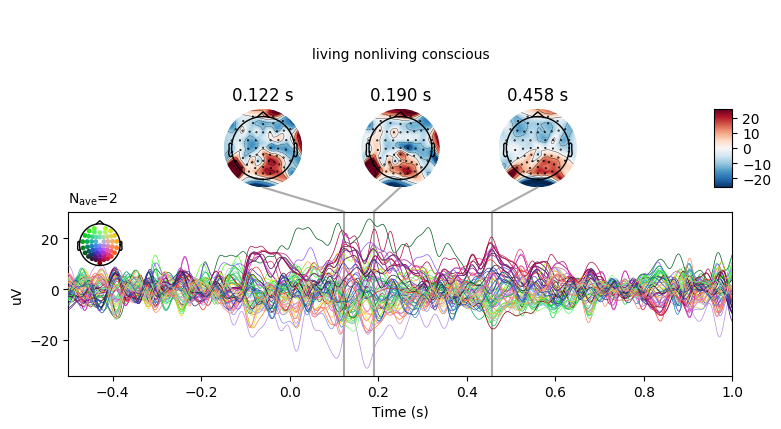 living nonliving conscious
0.122 s 0.190 s 0.458 s
20
10
0
−10
−20
Nave=2
20
0
−20
uV
−0.4 −0.2 0.0 0.2 0.4 0.6 0.8 1.0
Time (s)